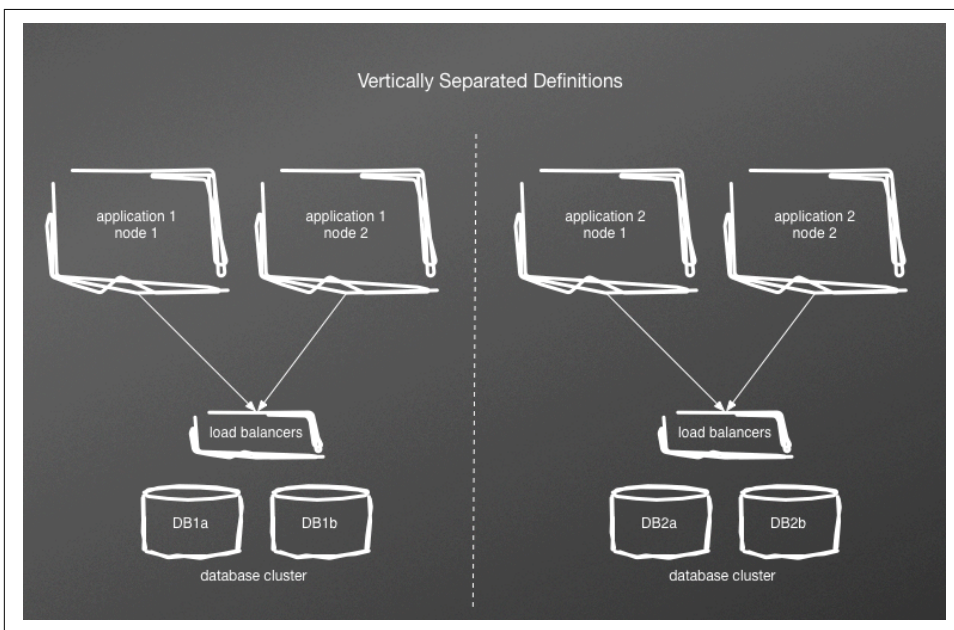 Vertically Separated Definitions
application 1
node 1
application 1
node 2
application 2
node 1
application 2
node 2
load balancers
load balancers
DB1a
DB1b
DB2a
DB2b
database cluster
database cluster